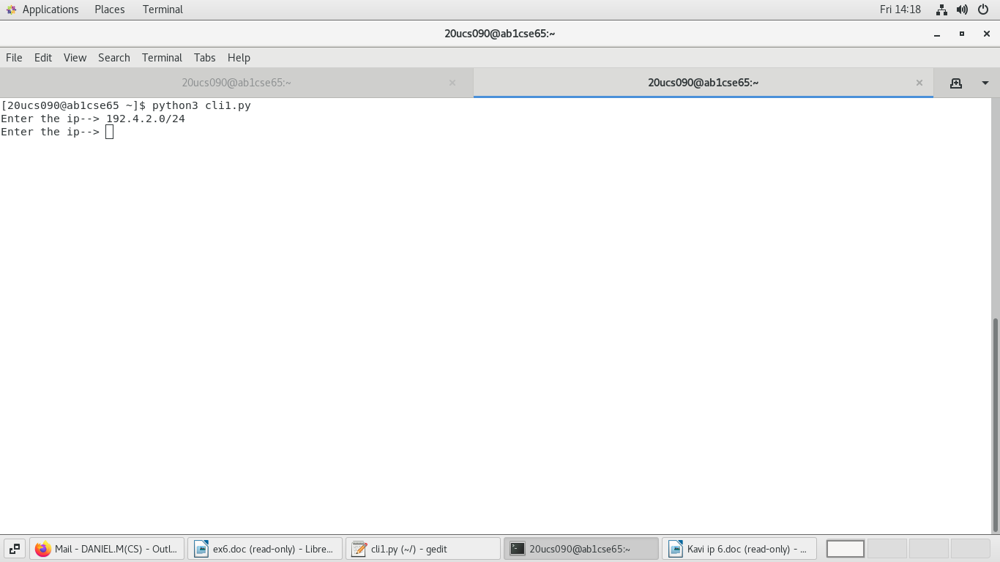 Applications Places Terminal Fri 14:18
20ucs090@ab1cse65:~
File Edit View Search Terminal Tabs Help
20ucs090@ab1cse65:~ 20ucs090@ab1cse65:~
[20ucs090@ab1cse65 ~]$ python3 cli1.py
Enter the ip--> 192.4.2.0/24
Enter the ip-->
Mail - DANIEL.M(CS) - Outl... ex6.doc (read-only) - Libre... cli1.py (~/) - gedit 20ucs090@ab1cse65:~ Kavi ip 6.doc (read-only) - ...